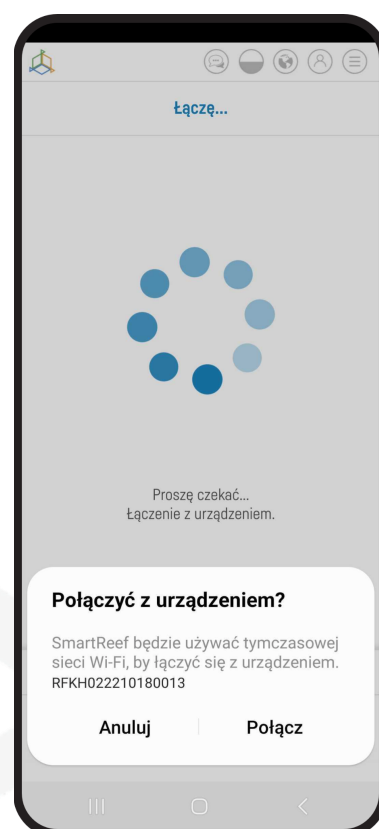 Łączę...
Proszę czekać...
Łączenie z urządzeniem.
Połączyć z urządzeniem?
SmartReef będzie używać tymczasowej
sieci Wi-Fi, by łączyć się z urządzeniem.
RFKH022210180013
Anuluj
Połącz